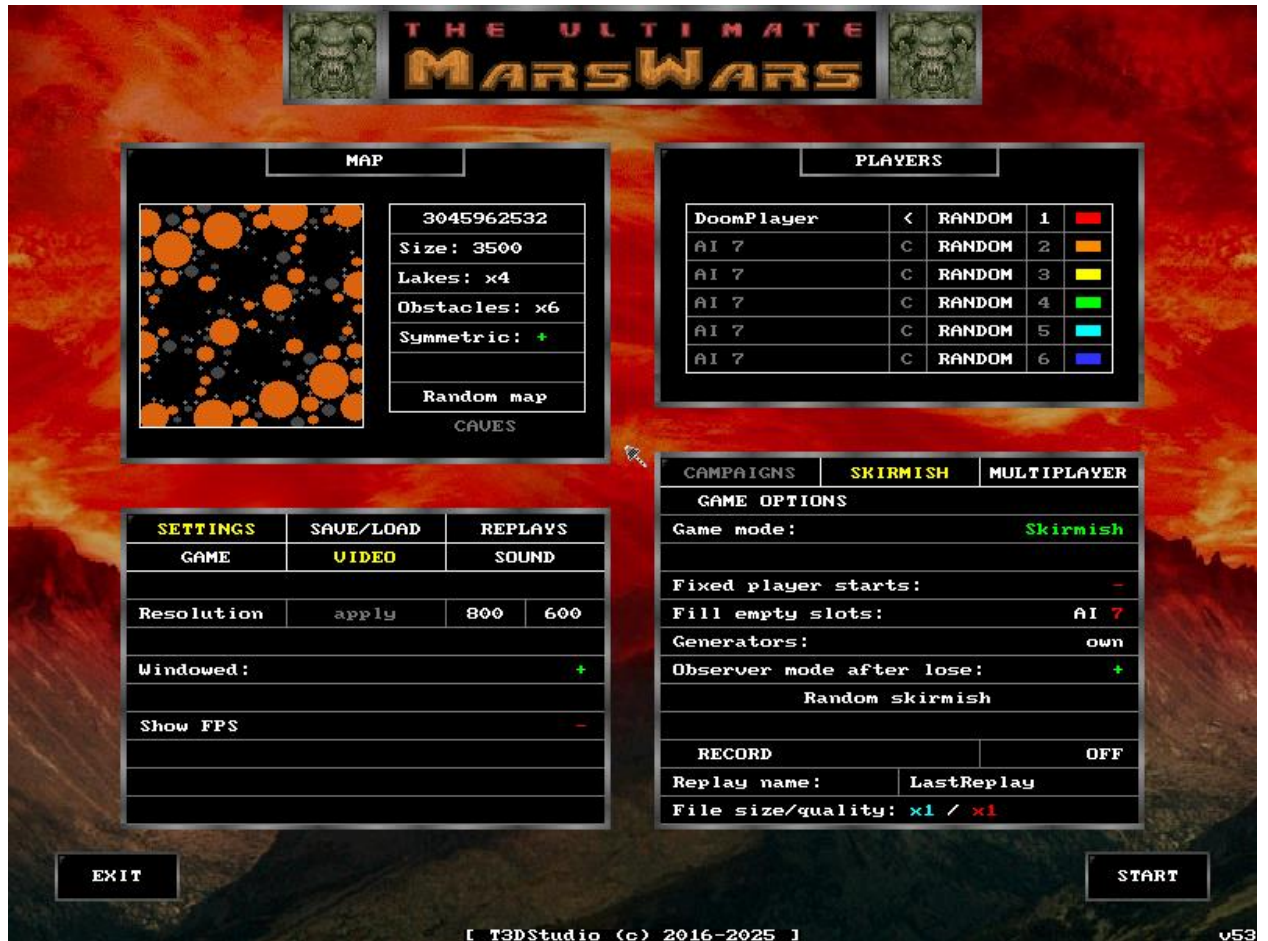 THE ULTIMATE
MARSWARS
MAP
3045962532
Size: 3500
Lakes: x4
Obstacles: x6
Symmetric: +
Random map
CAVES
PLAYERS
DoomPlayer < RANDOM 1
AI 7 C RANDOM 2
AI 7 C RANDOM 3
AI 7 C RANDOM 4
AI 7 C RANDOM 5
AI 7 C RANDOM 6
SETTINGS SAVE/LOAD REPLAYS
GAME VIDEO SOUND
Resolution apply 800 600
Windowed: +
Show FPS -
CAMPAIGNS SKIRMISH MULTIPLAYER
GAME OPTIONS
Game mode: Skirmish
Fixed player starts: -
Fill empty slots: AI 7
Generators: own
Observer mode after lose: +
Random skirmish
RECORD OFF
Replay name: LastReplay
File size/quality: x1 / x1
EXIT
START
[ T3DStudio (c) 2016-2025 ]
v53